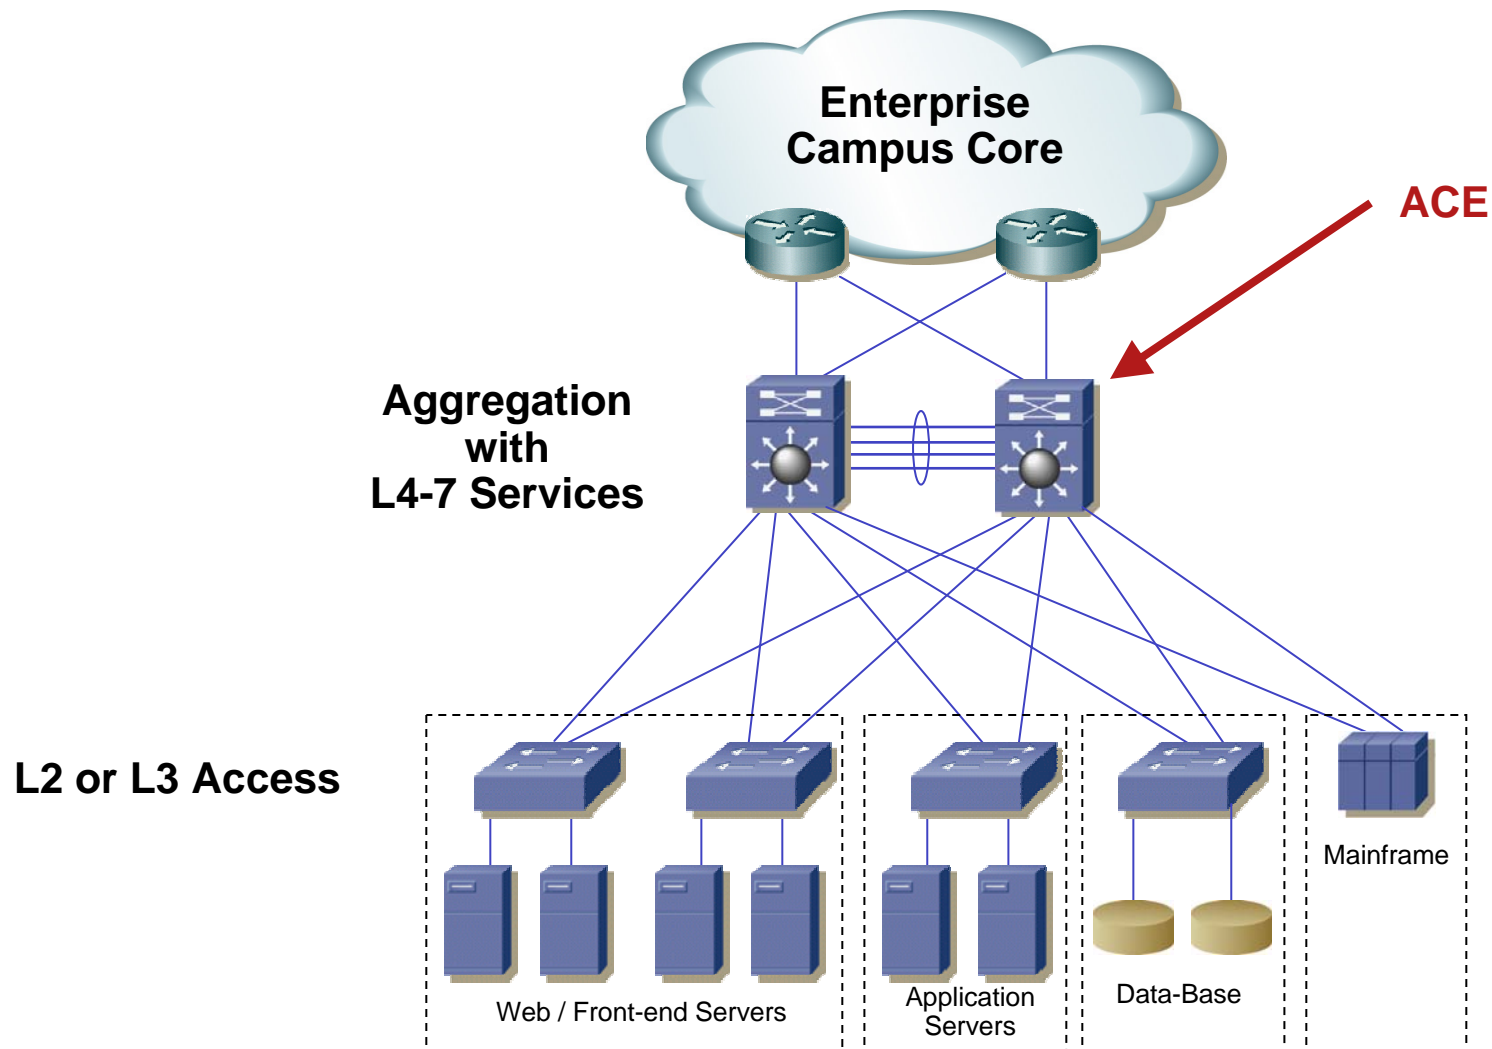 Enterprise
Campus Core
ACE
Aggregation
with
L4-7 Services
L2 or L3 Access
Mainframe
Web / Front-end Servers
Application
Servers
Data-Base